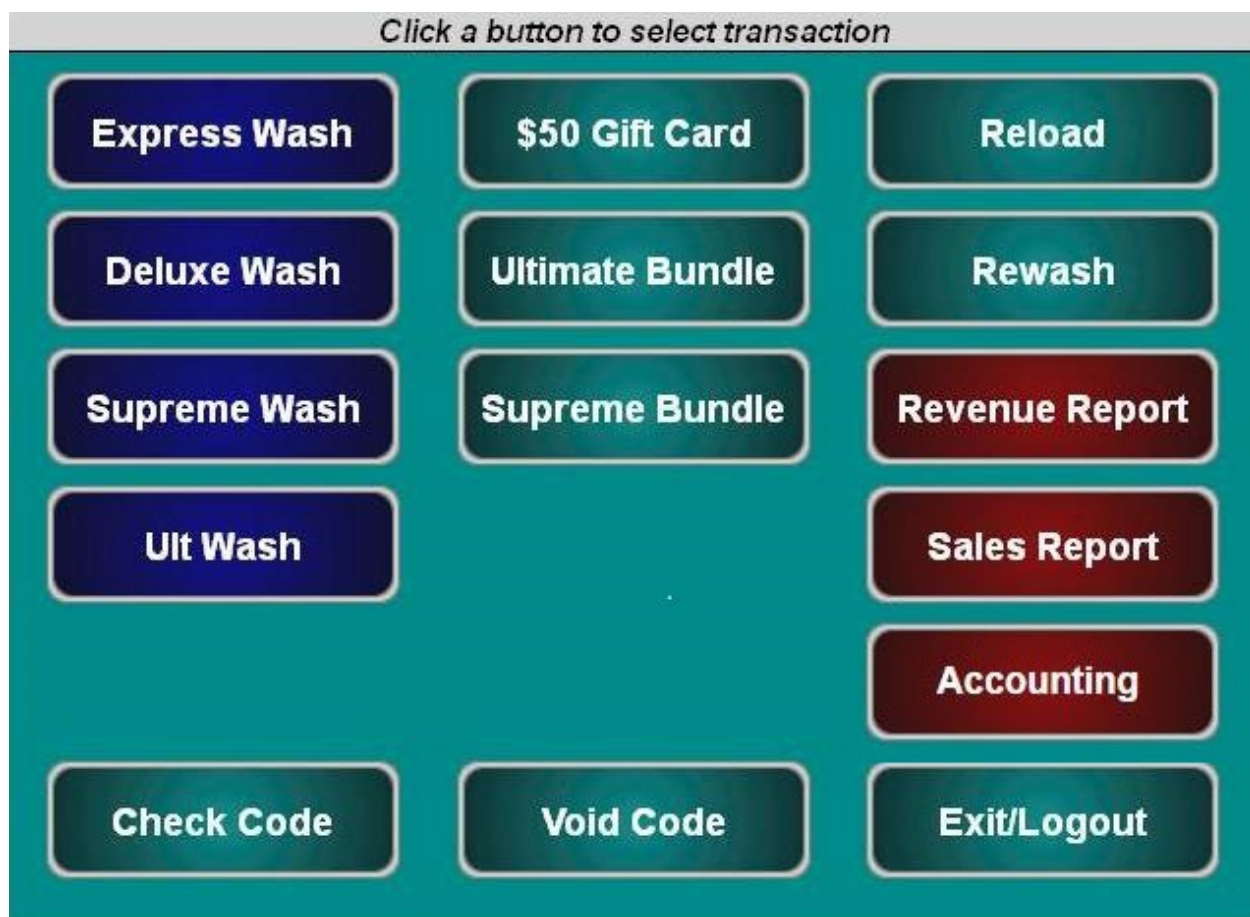 Click a button to select transaction
Express Wash
$50 Gift Card
Reload
Deluxe Wash
Ultimate Bundle
Rewash
Supreme Wash
Supreme Bundle
Revenue Report
Ult Wash
Sales Report
Accounting
Check Code
Void Code
Exit/Logout